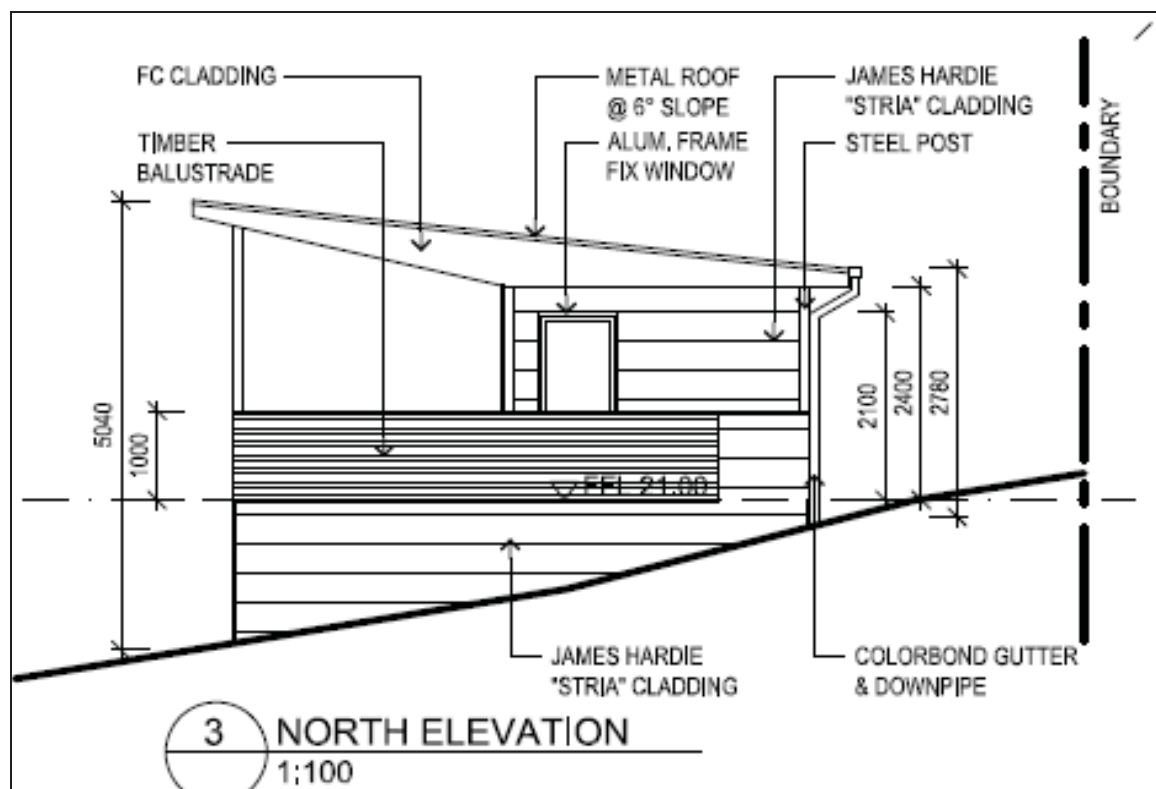 FC CLADDING
METAL ROOF
@ 6° SLOPE
JAMES HARDIE
"STRIA" CLADDING
TIMBER
BALUSTRADE
ALUM. FRAME
FIX WINDOW
STEEL POST
BOUNDARY
5040
1000
2100
2400
2780
FFL 21.00
JAMES HARDIE
"STRIA" CLADDING
COLORBOND GUTTER
& DOWNPIPE
3 NORTH ELEVATION
1:100